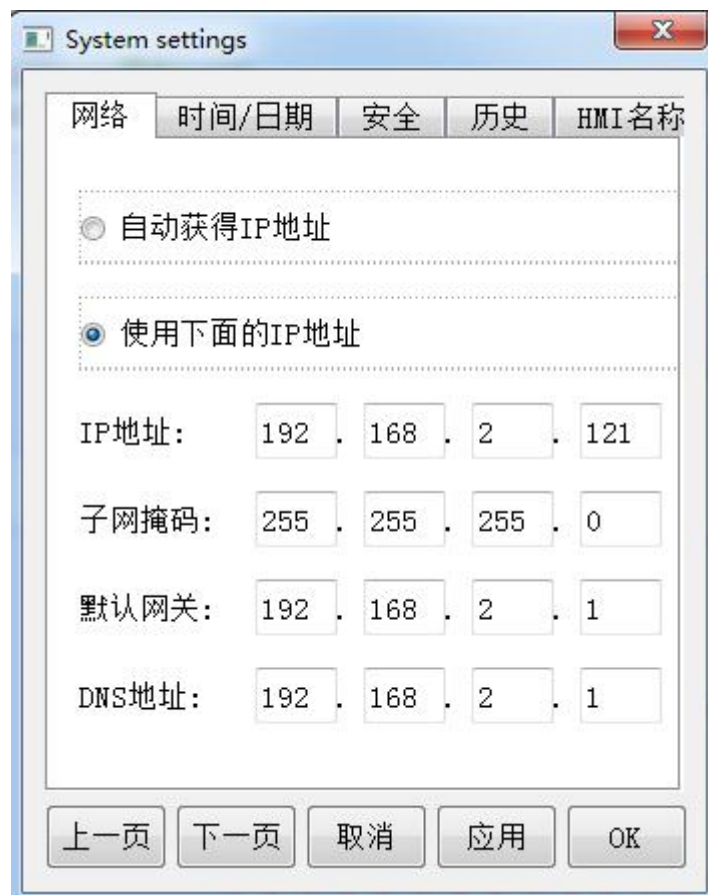 System settings
网络 时间/日期 安全 历史 HMI名称
自动获得IP地址
使用下面的IP地址
IP地址: 192 . 168 . 2 . 121
子网掩码: 255 . 255 . 255 . 0
默认网关: 192 . 168 . 2 . 1
DNS地址: 192 . 168 . 2 . 1
上一页 下一页 取消 应用 OK